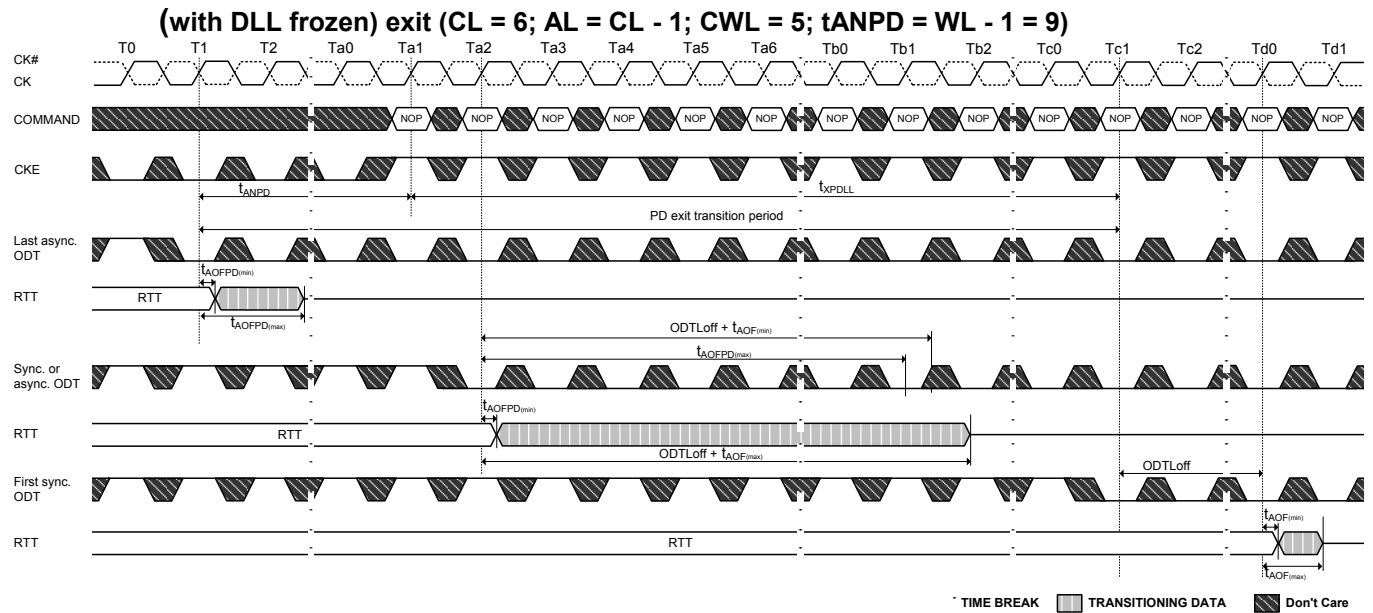 (with DLL frozen) exit (CL = 6; AL = CL - 1; CWL = 5; tANPD = WL - 1 = 9)
T0 T1 T2 Ta0 Ta1 Ta2 Ta3 Ta4 Ta5 Ta6 Tb0 Tb1 Tb2 Tc0 Tc1 Tc2 Td0 Td1
CK#
CK
COMMAND NOP NOP NOP NOP NOP NOP NOP NOP NOP NOP NOP NOP NOP NOP
CKE
tANPD tXPDLL
PD exit transition period
Last async.
ODT
tAOFPD(min)
RTT RTT
tAOFPD(max)
ODTLoff + tAOF(min)
tAOFPD(max)
Sync. or
async. ODT
tAOFPD(min)
RTT RTT
ODTLoff + tAOF(max)
ODTLoff
First sync.
ODT
tAOF(min)
RTT RTT
tAOF(max)
TIME BREAK TRANSITIONING DATA Don't Care